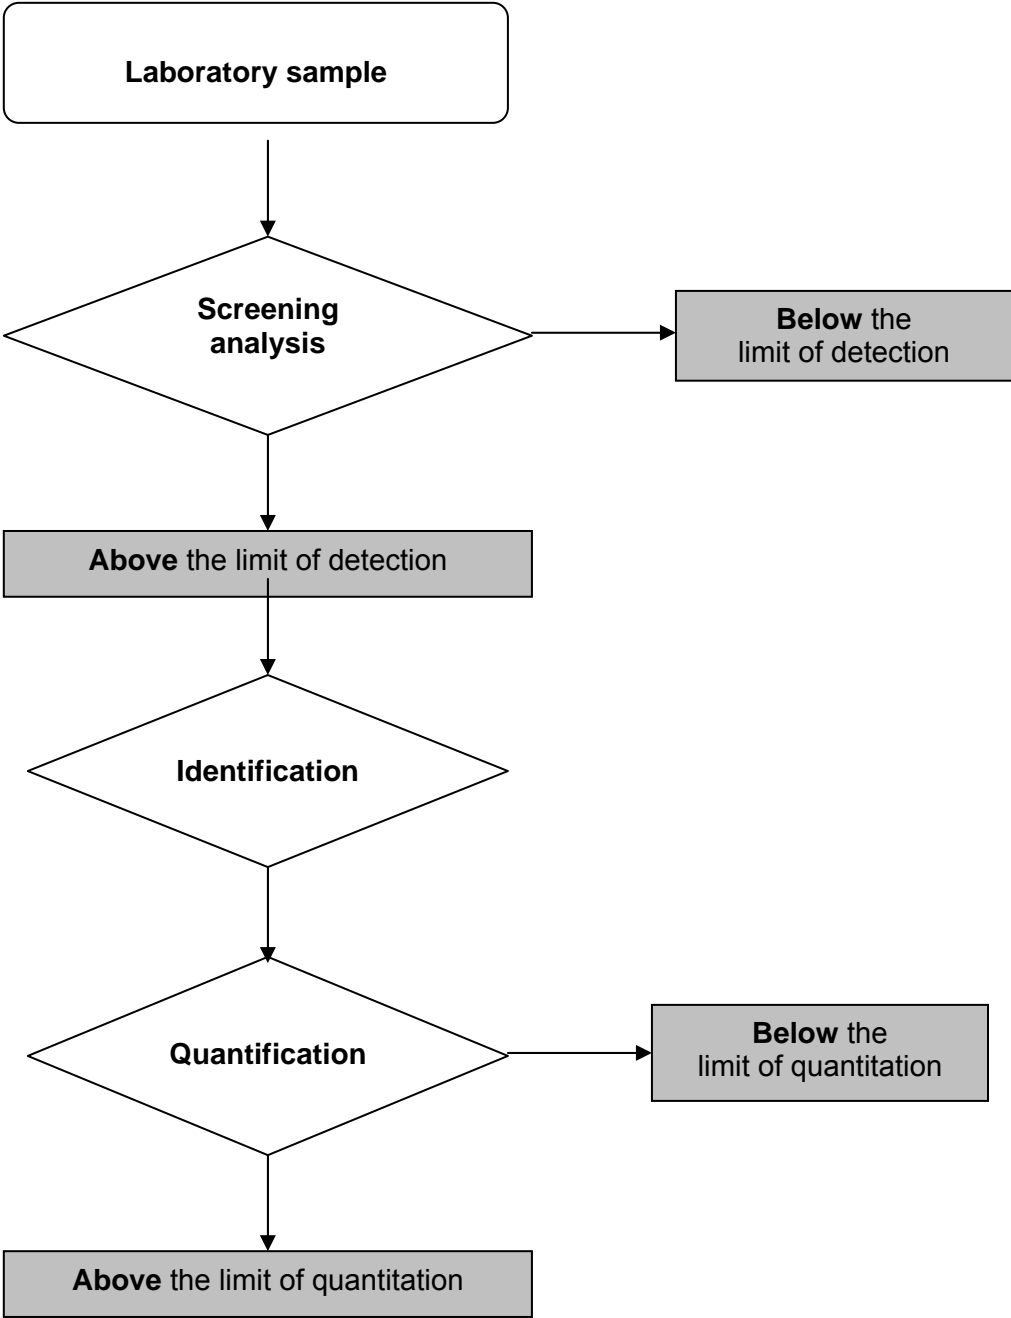 Laboratory sample
Screening
analysis
Below the
limit of detection
Above the limit of detection
Identification
Quantification
Below the
limit of quantitation
Above the limit of quantitation